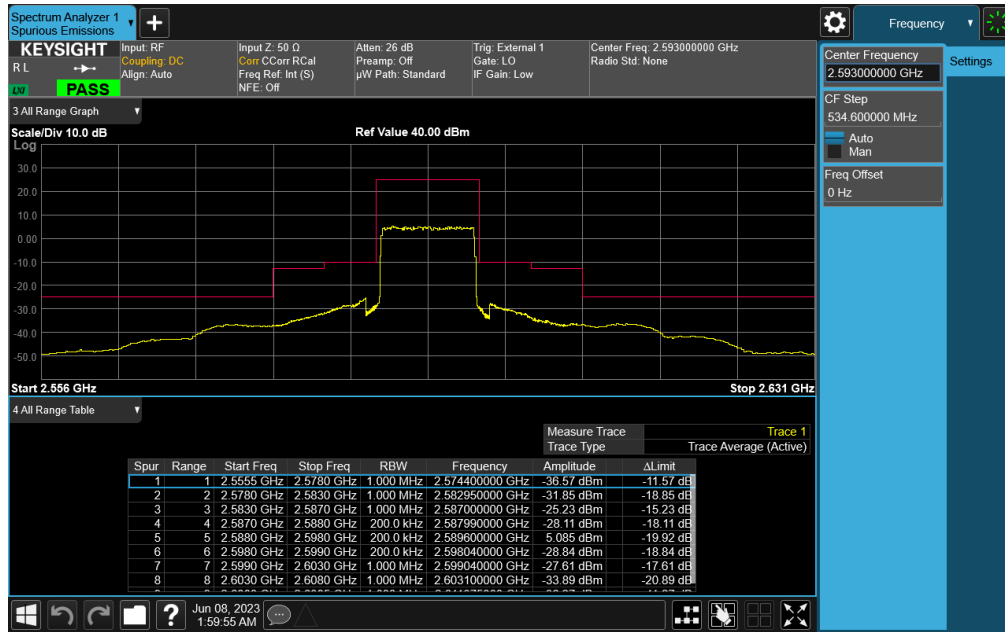 Spectrum Analyzer 1
Spurious Emissions
Frequency
KEYSIGHT
R L
LXI
PASS
Input: RF
Coupling: DC
Align: Auto
Input Z: 50 Ω
Corr CCorr RCal
Freq Ref: Int (S)
NFE: Off
Atten: 26 dB
Preamp: Off
µW Path: Standard
Trig: External 1
Gate: LO
IF Gain: Low
Center Freq: 2.593000000 GHz
Radio Std: None
Center Frequency
2.593000000 GHz
Settings
CF Step
534.600000 MHz
Auto
Man
Freq Offset
0 Hz
3 All Range Graph
Scale/Div 10.0 dB
Ref Value 40.00 dBm
Log
30.0
20.0
10.0
0.00
-10.0
-20.0
-30.0
-40.0
-50.0
Start 2.556 GHz
Stop 2.631 GHz
4 All Range Table
Measure Trace Trace 1
Trace Type Trace Average (Active)
Spur Range Start Freq Stop Freq RBW Frequency Amplitude ΔLimit
1 1 2.5555 GHz 2.5780 GHz 1.000 MHz 2.574400000 GHz -36.57 dBm -11.57 dB
2 2 2.5780 GHz 2.5830 GHz 1.000 MHz 2.582950000 GHz -31.85 dBm -18.85 dB
3 3 2.5830 GHz 2.5870 GHz 1.000 MHz 2.587000000 GHz -25.23 dBm -15.23 dB
4 4 2.5870 GHz 2.5880 GHz 200.0 kHz 2.587990000 GHz -28.11 dBm -18.11 dB
5 5 2.5880 GHz 2.5980 GHz 200.0 kHz 2.589600000 GHz 5.085 dBm -19.92 dB
6 6 2.5980 GHz 2.5990 GHz 200.0 kHz 2.598040000 GHz -28.84 dBm -18.84 dB
7 7 2.5990 GHz 2.6030 GHz 1.000 MHz 2.599040000 GHz -27.61 dBm -17.61 dB
8 8 2.6030 GHz 2.6080 GHz 1.000 MHz 2.603100000 GHz -33.89 dBm -20.89 dB
Jun 08, 2023
1:59:55 AM